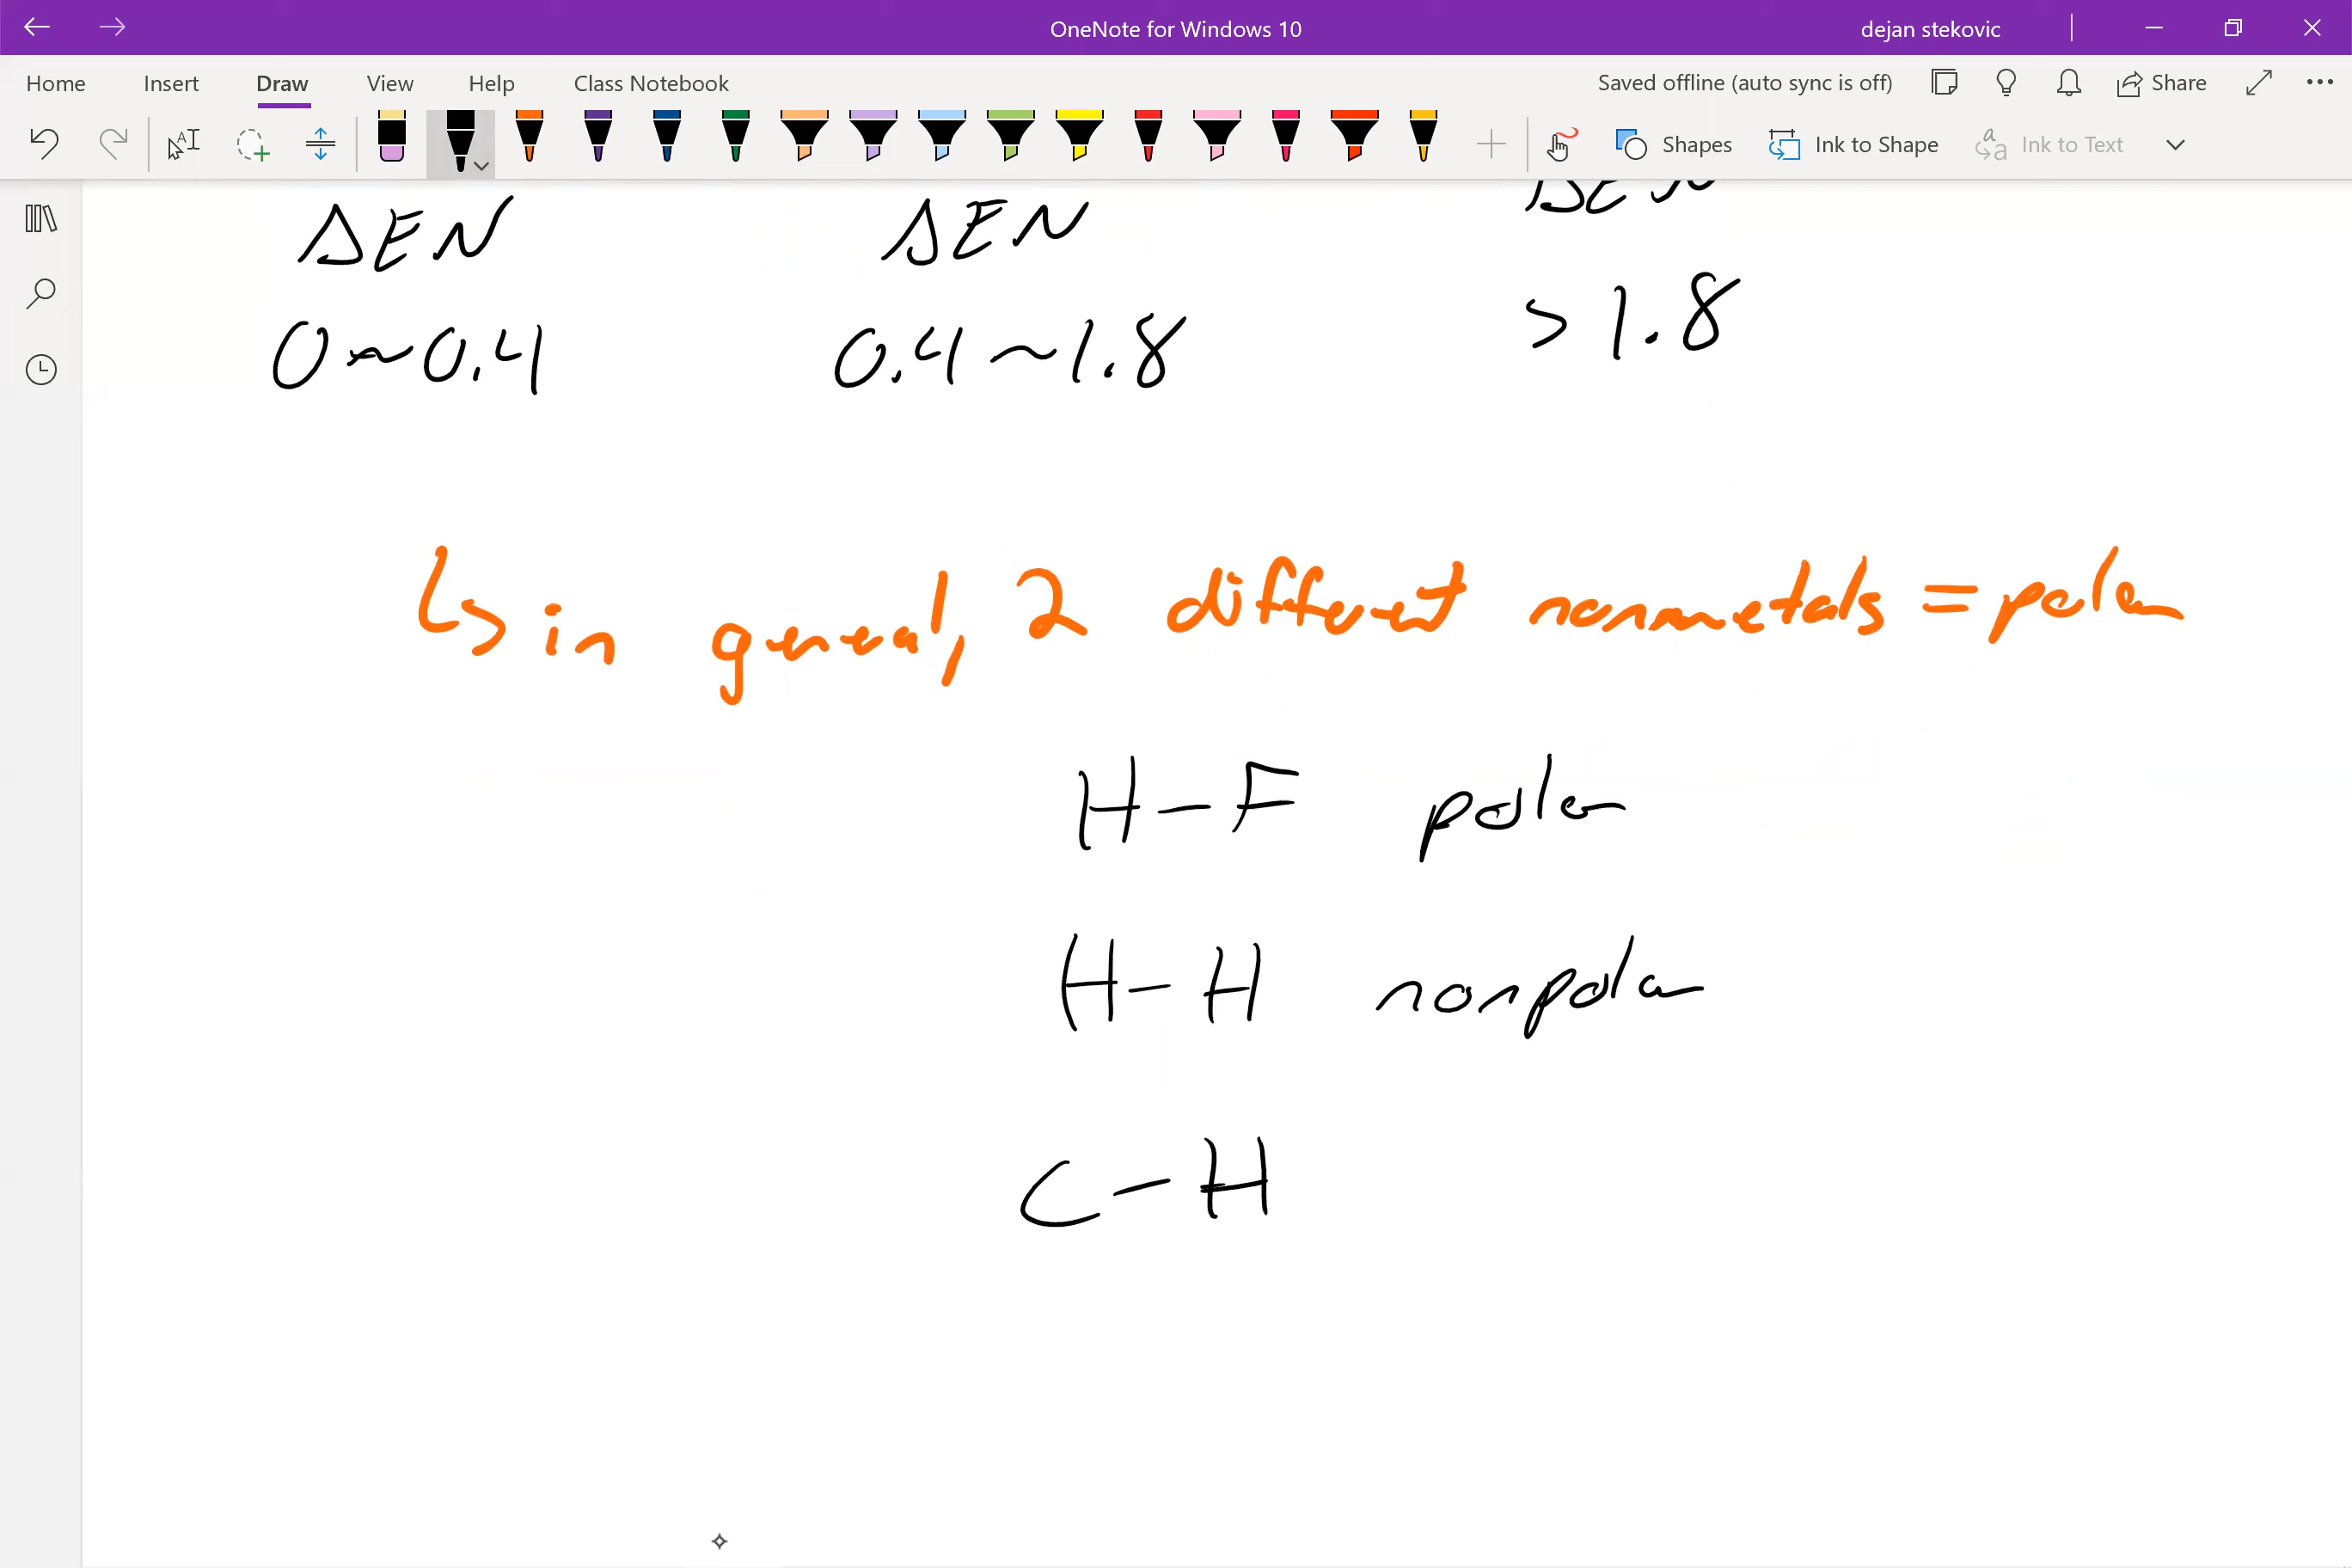 OneNote for Windows 10
dejan stekovic
Home Insert Draw View Help Class Notebook
Saved offline (auto sync is off) Share
Shapes Ink to Shape Ink to Text
ΔEN ΔEN ΔEN
0~0.4 0.4~1.8 >1.8
↳ in general, 2 different nonmetals = polar
H-F polar
H-H nonpolar
C-H